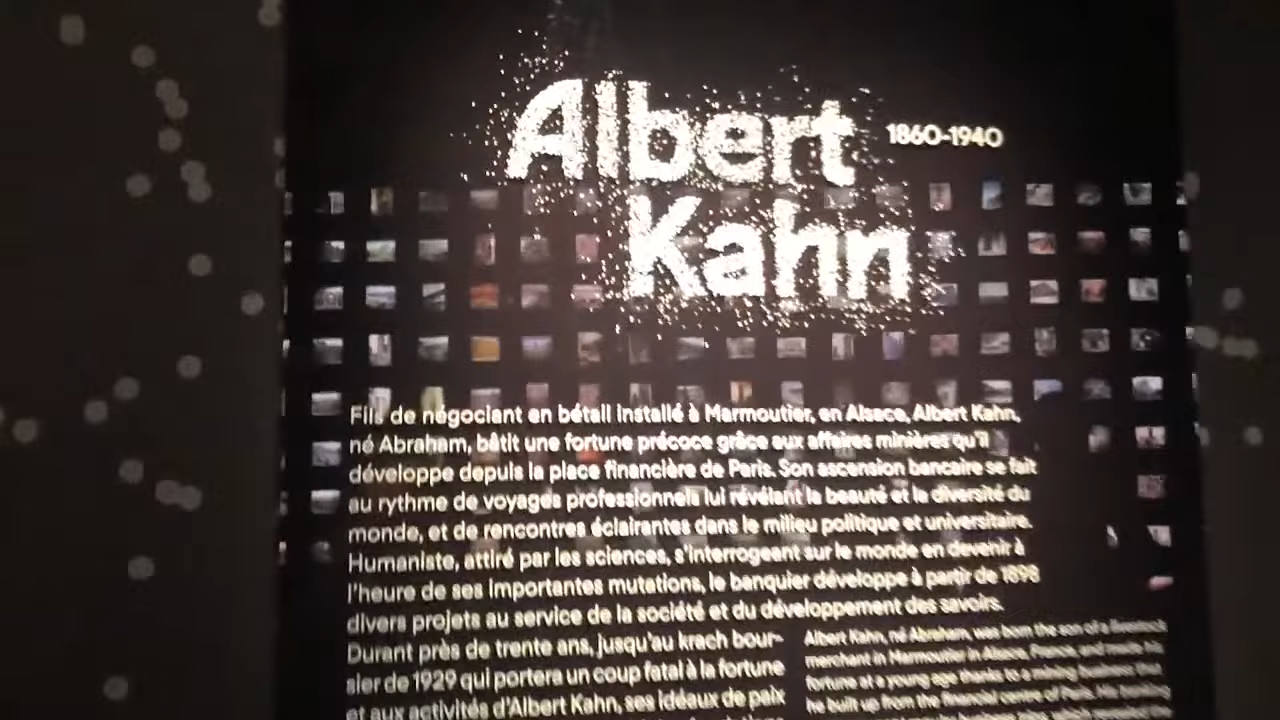 Albert
1860-1940
Kahn
Fils de négociant en bétail installé à Marmoutier, en Alsace, Albert Kahn,
né Abraham, bâtit une fortune précoce grâce aux affaires minières qu'il
développe depuis la place financière de Paris. Son ascension bancaire se fait
au rythme de voyages professionnels lui révélant la beauté et la diversité du
monde, et de rencontres éclairantes dans le milieu politique et universitaire.
Humaniste, attiré par les sciences, s'interrogeant sur le monde en devenir à
l'heure de ses importantes mutations, le banquier développe à partir de 1898
divers projets au service de la société et du développement des savoirs.
Durant près de trente ans, jusqu'au krach bour-
sier de 1929 qui portera un coup fatal à la fortune
et aux activités d'Albert Kahn, ses idéaux de paix
Albert Kahn, né Abraham, was born the son of a livestock
merchant in Marmoutier in Alsace, France, and made his
fortune at a young age thanks to a mining business that
he built up from the financial centre of Paris. His banking